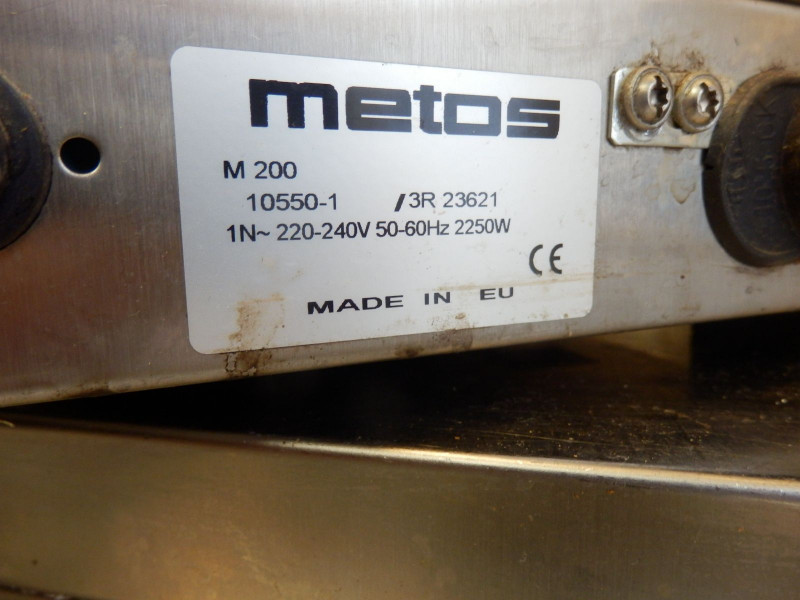 metos
M 200
10550-1 /3R 23621
1N~ 220-240V 50-60Hz 2250W
CE
MADE IN EU